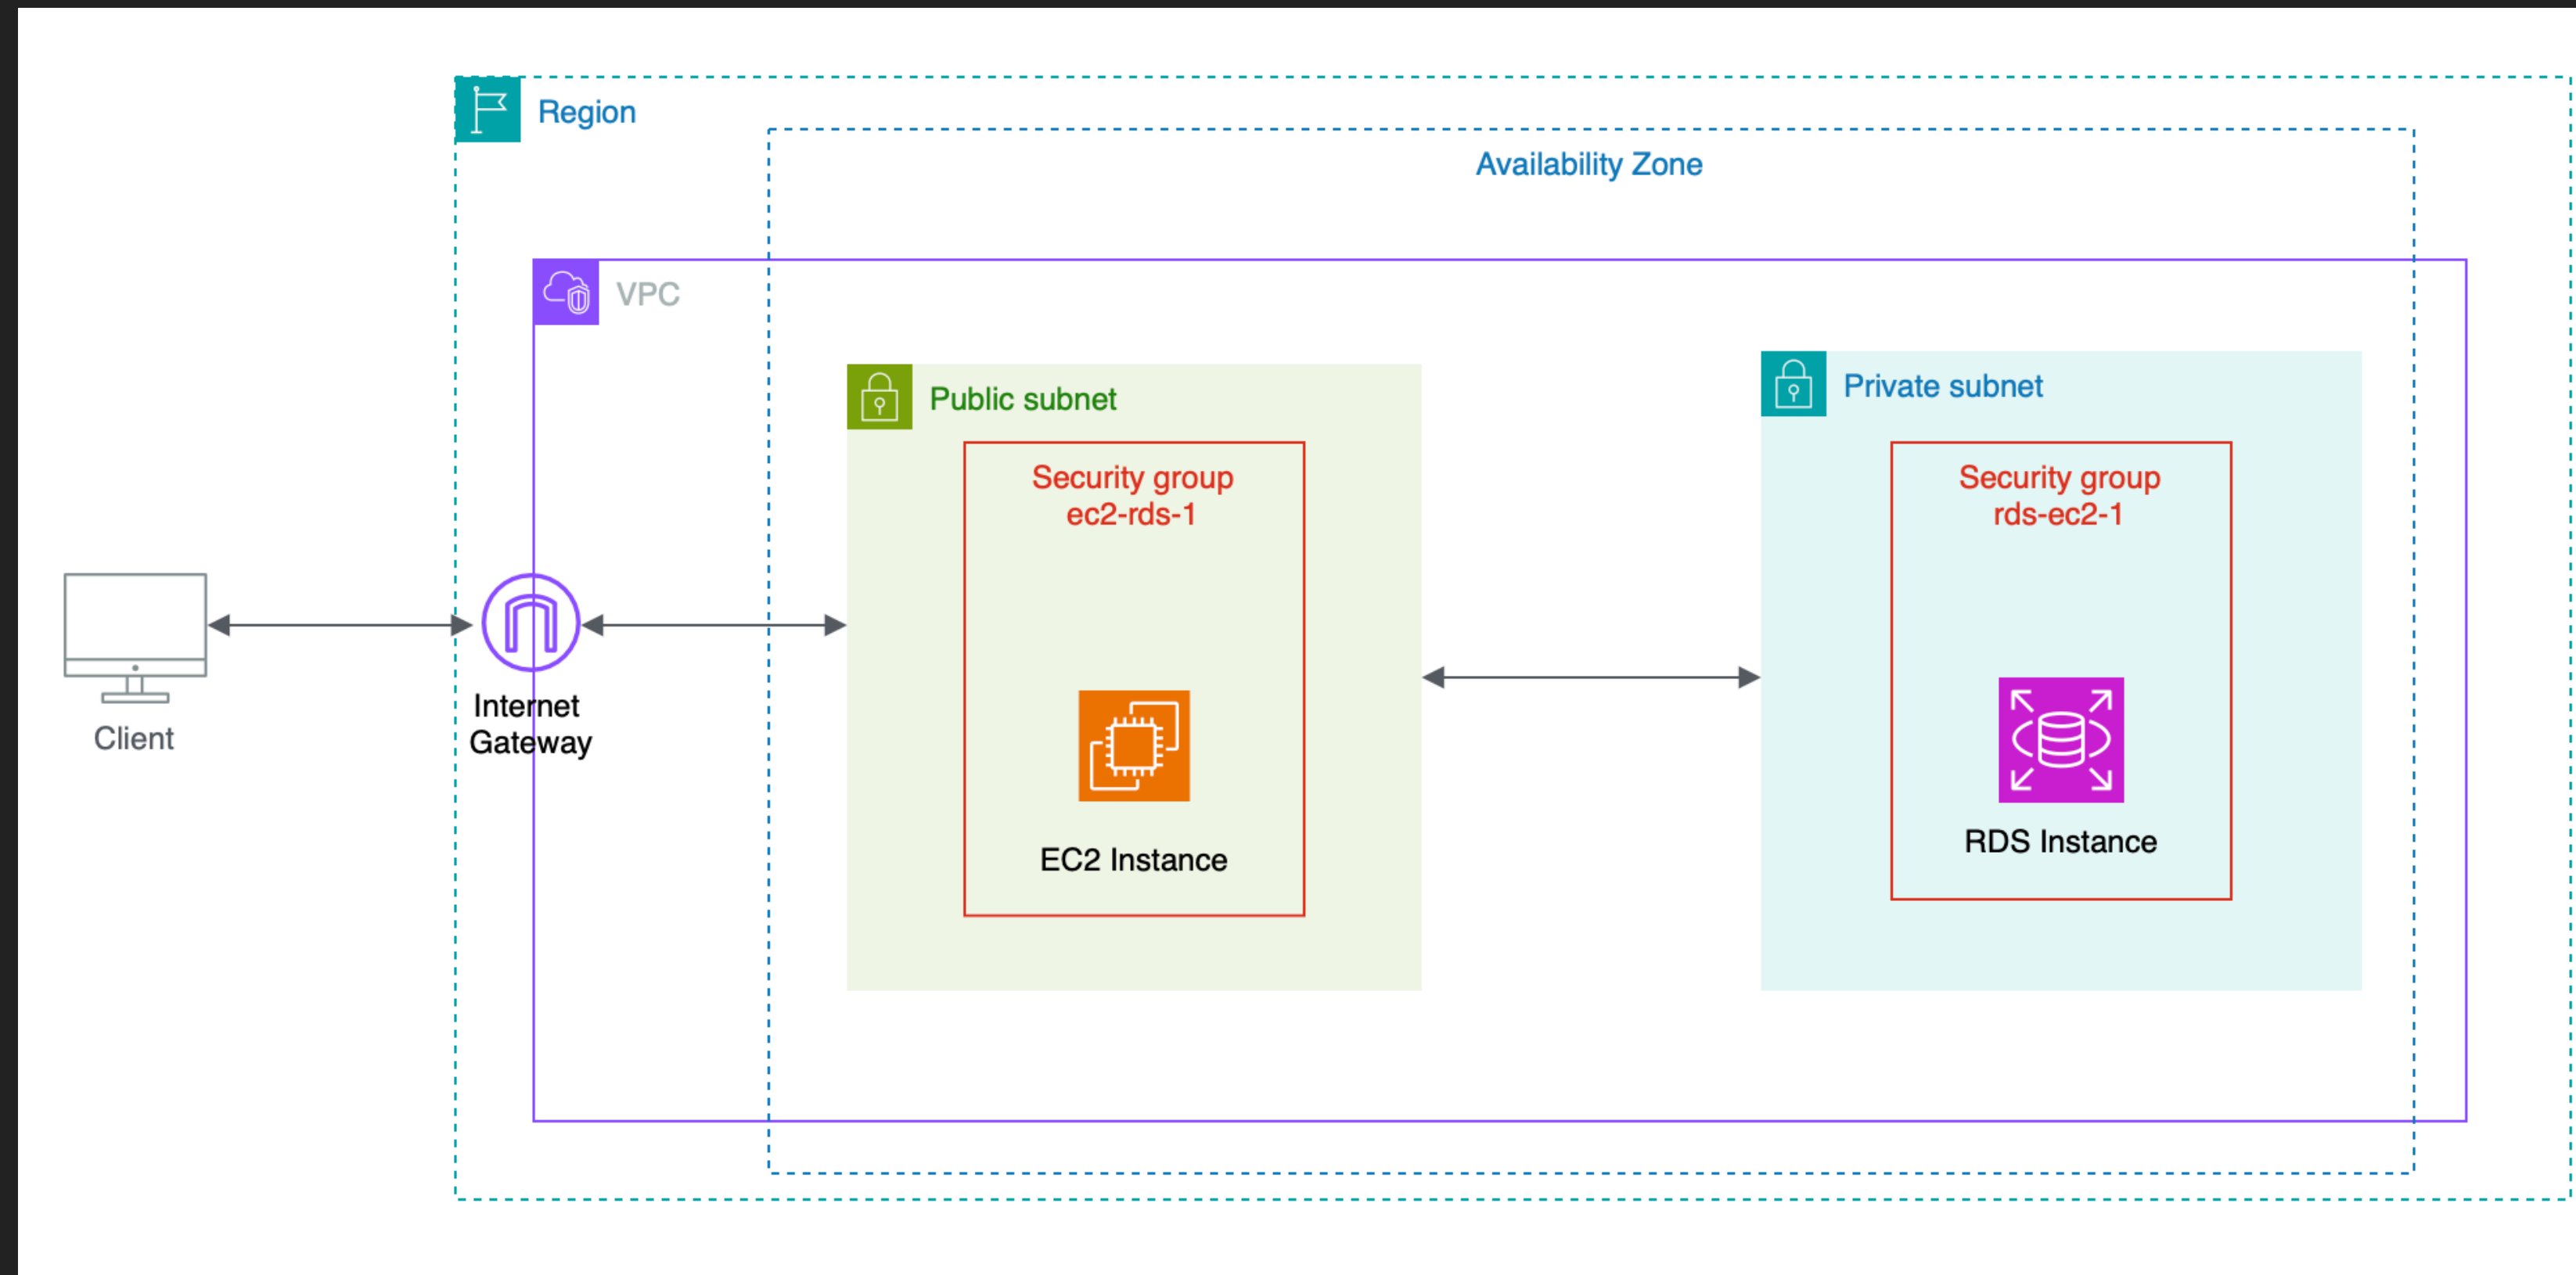 Region
Availability Zone
VPC
Public subnet
Private subnet
Security group
ec2-rds-1
Security group
rds-ec2-1
Internet
Gateway
Client
EC2 Instance
RDS Instance